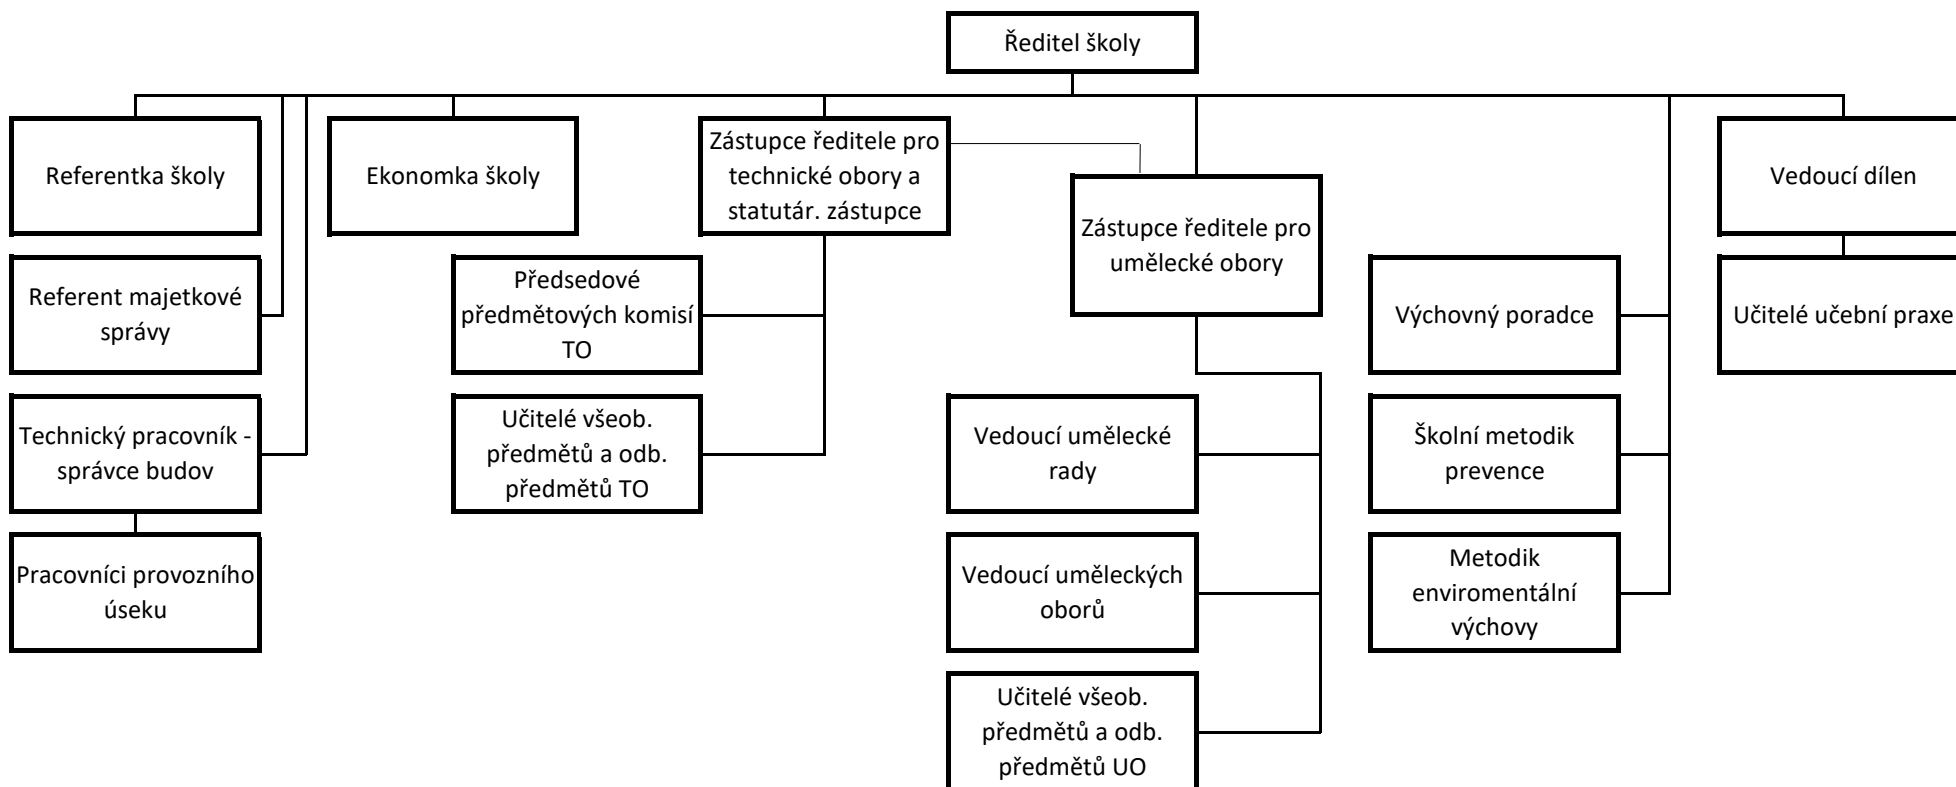 Ředitel školy
Referentka školy
Ekonomka školy
Zástupce ředitele pro
technické obory a
statutár. zástupce
Zástupce ředitele pro
umělecké obory
Vedoucí dílen
Referent majetkové
správy
Předsedové
předmětových komisí
TO
Výchovný poradce
Učitelé učební praxe
Technický pracovník -
správce budov
Učitelé všeob.
předmětů a odb.
předmětů TO
Vedoucí umělecké
rady
Školní metodik
prevence
Pracovníci provozního
úseku
Vedoucí uměleckých
oborů
Metodik
enviromentální
výchovy
Učitelé všeob.
předmětů a odb.
předmětů UO